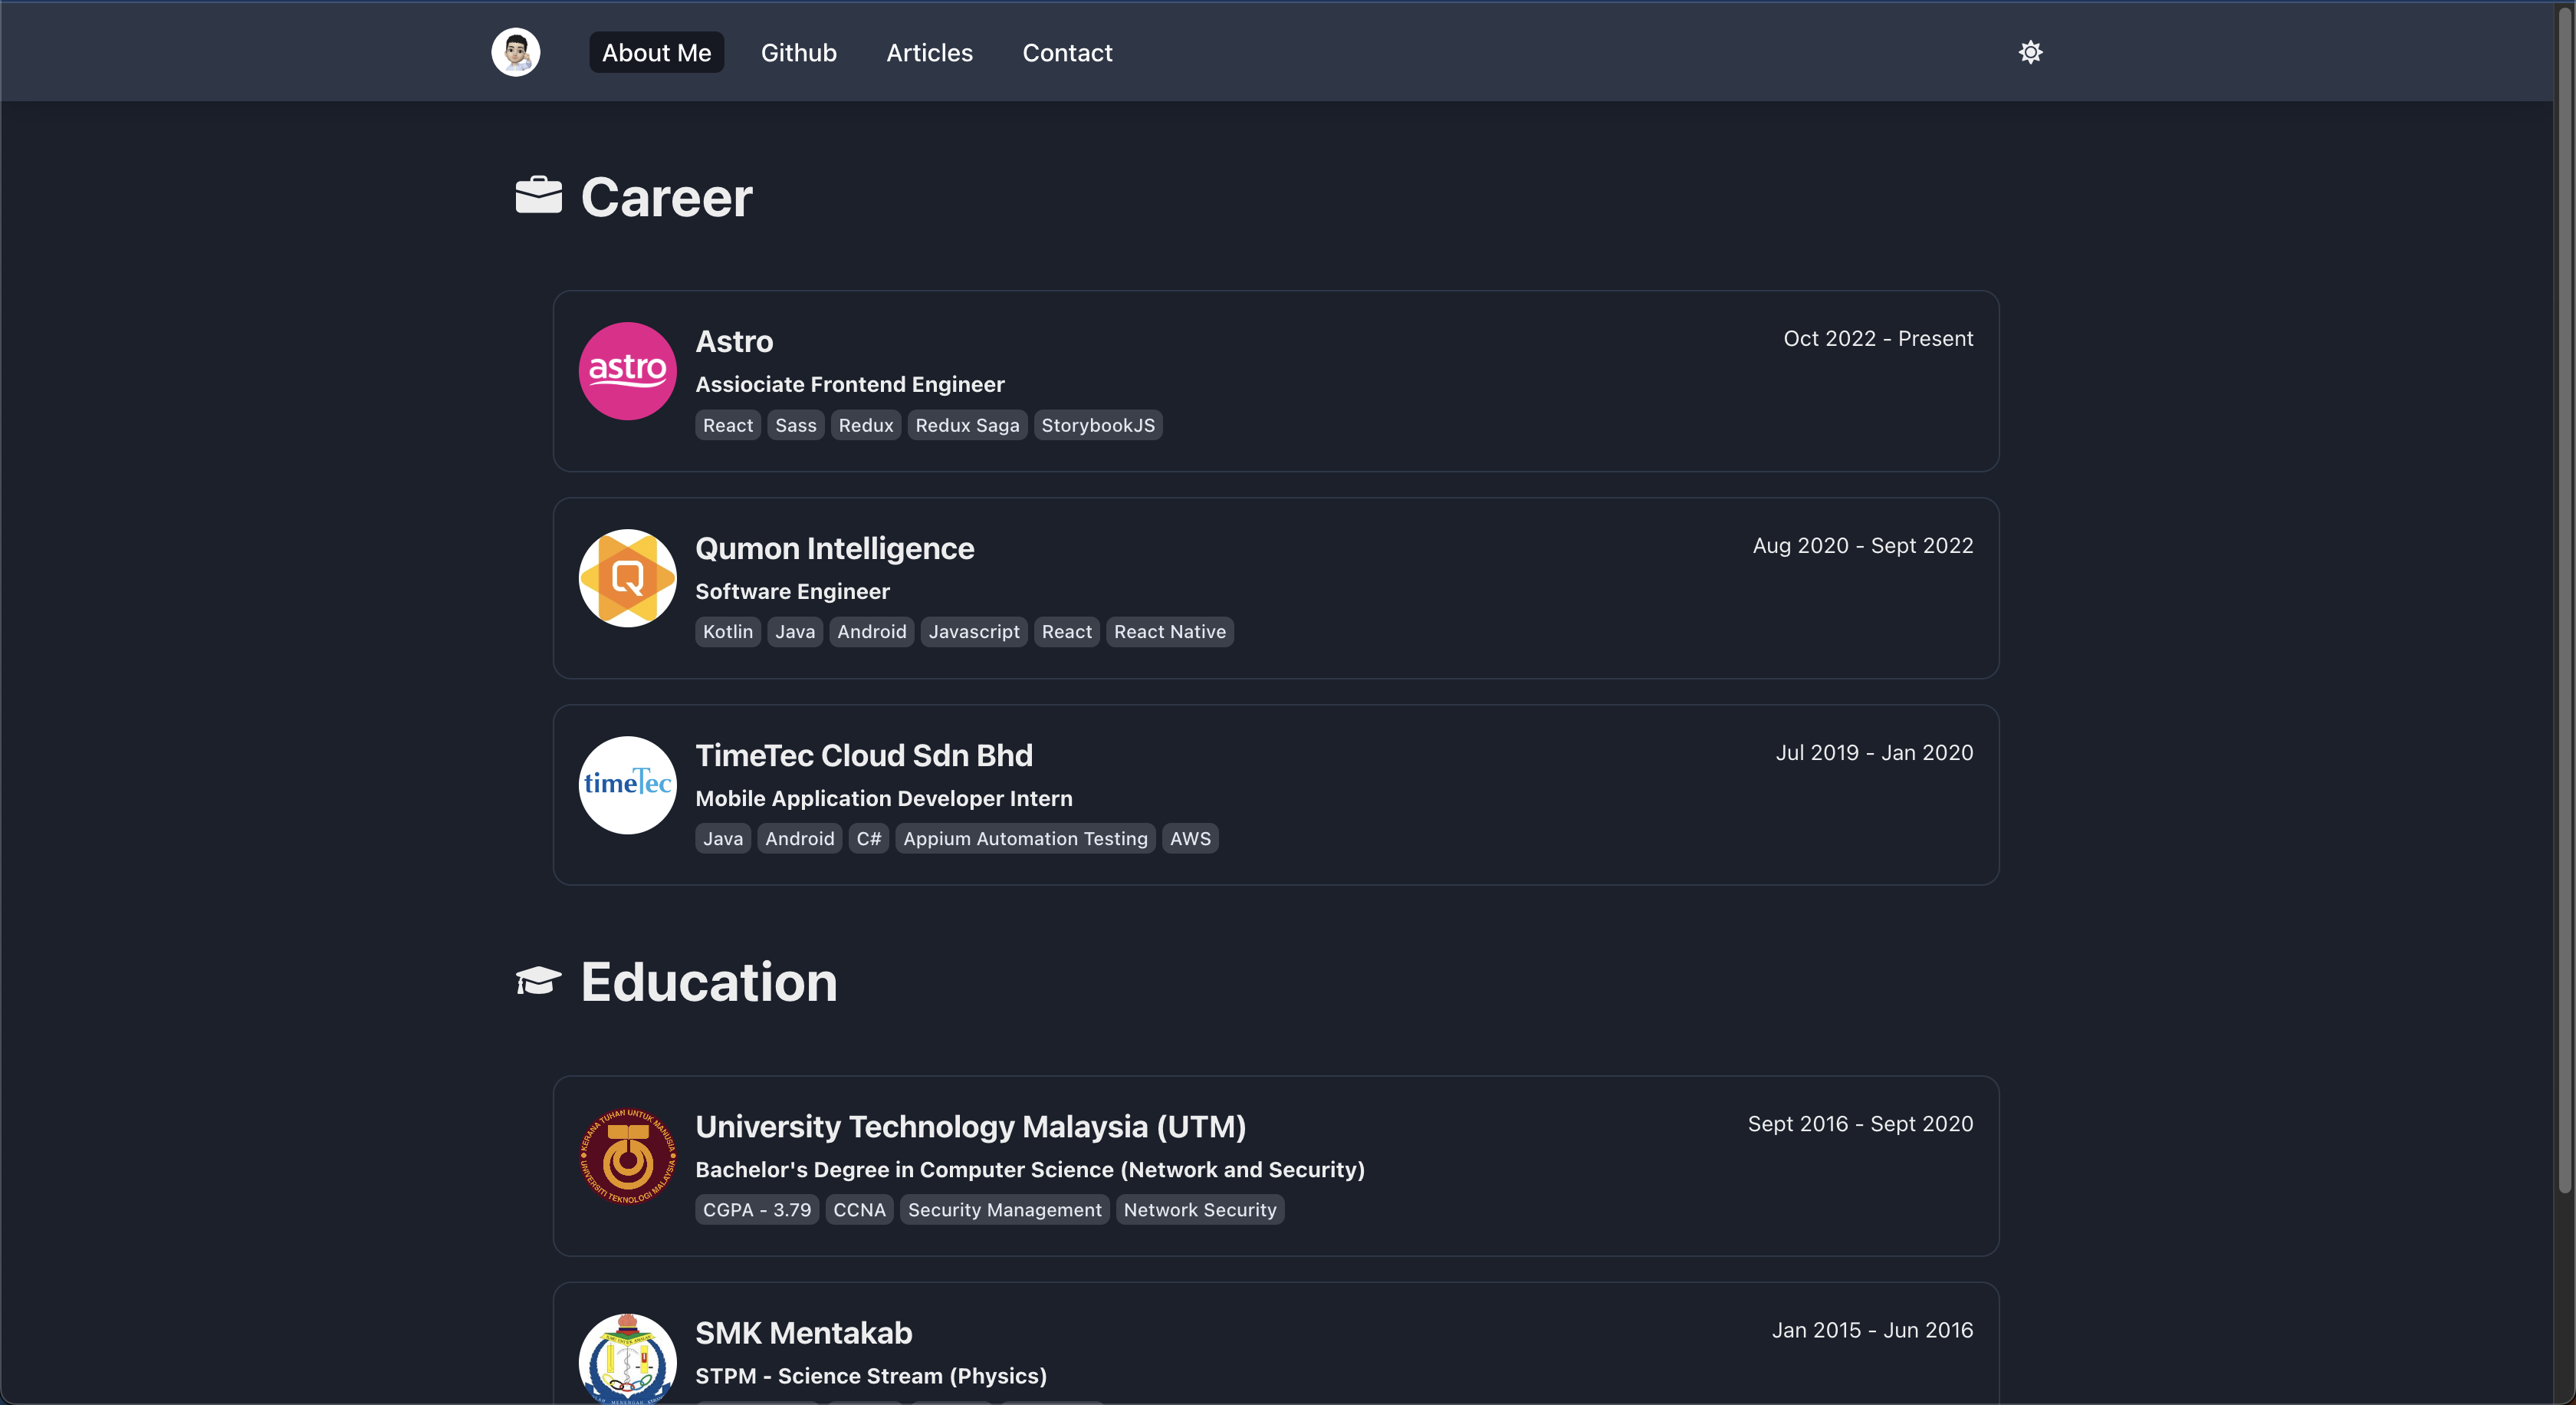 About Me Github Articles Contact
Career
astro
Astro
Oct 2022 - Present
Assiociate Frontend Engineer
React Sass Redux Redux Saga StorybookJS
Q
Qumon Intelligence
Aug 2020 - Sept 2022
Software Engineer
Kotlin Java Android Javascript React React Native
timeTec
TimeTec Cloud Sdn Bhd
Jul 2019 - Jan 2020
Mobile Application Developer Intern
Java Android C# Appium Automation Testing AWS
Education
KERANA TUHAN UNTUK MANUSIA
UNIVERSITI TEKNOLOGI MALAYSIA
University Technology Malaysia (UTM)
Sept 2016 - Sept 2020
Bachelor's Degree in Computer Science (Network and Security)
CGPA - 3.79 CCNA Security Management Network Security
SMK Mentakab
Jan 2015 - Jun 2016
STPM - Science Stream (Physics)